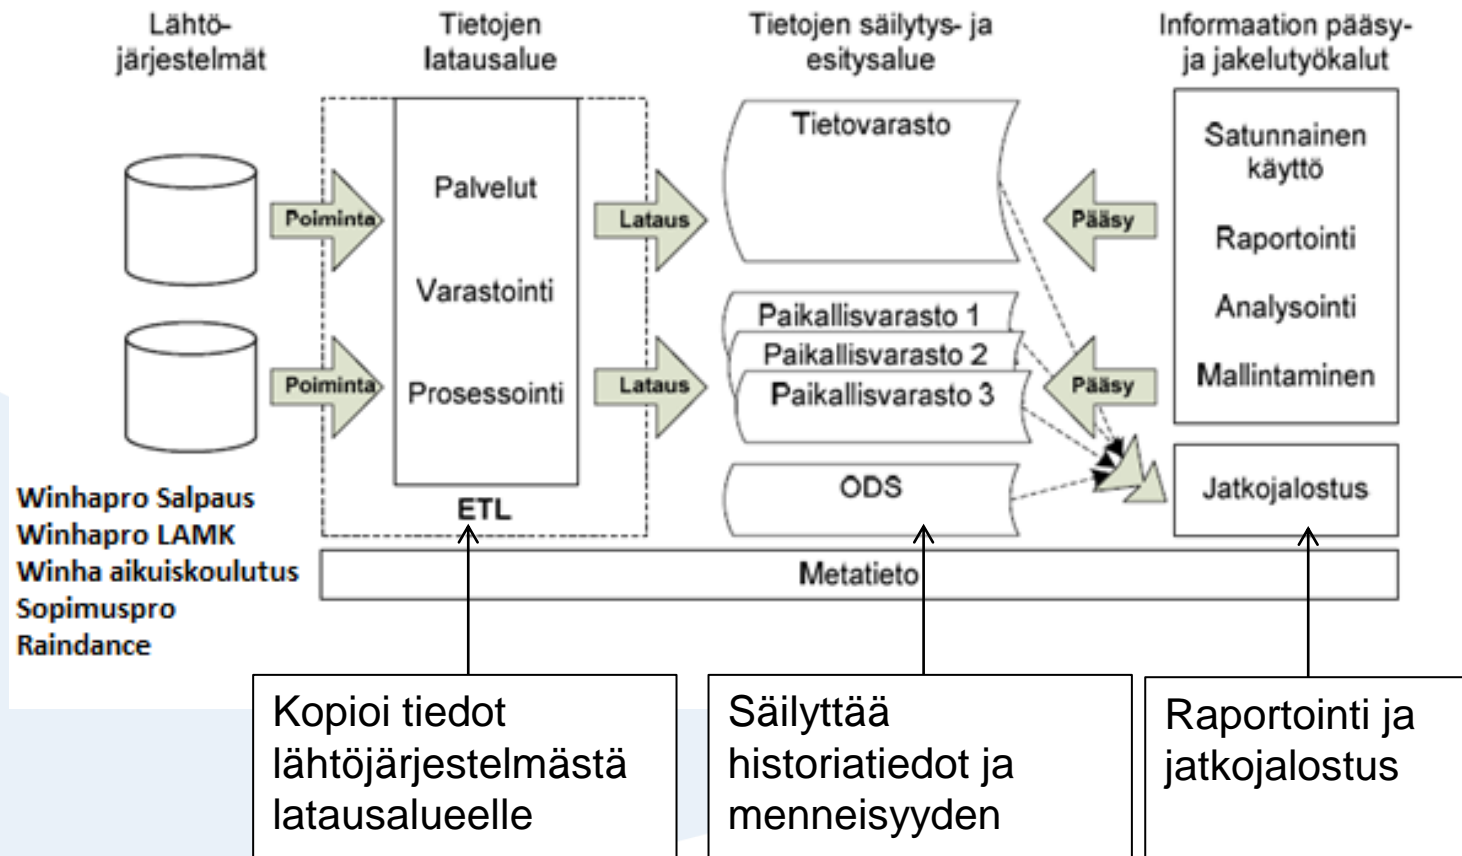 Lähtö-
järjestelmät
Tietojen
latausalue
Tietojen säilytys- ja
esitysalue
Informaation pääsy-
ja jakelutyökalut
Poiminta
Poiminta
Palvelut
Varastointi
Prosessointi
ETL
Lataus
Lataus
Tietovarasto
Paikallisvarasto 1
Paikallisvarasto 2
Paikallisvarasto 3
ODS
Pääsy
Pääsy
Satunnainen
käyttö
Raportointi
Analysointi
Mallintaminen
Jatkojalostus
Metatieto
Winhapro Salpaus
Winhapro LAMK
Winha aikuiskoulutus
Sopimuspro
Raindance
Kopioi tiedot
lähtöjärjestelmästä
latausalueelle
Säilyttää
historiatiedot ja
menneisyyden
Raportointi ja
jatkojalostus